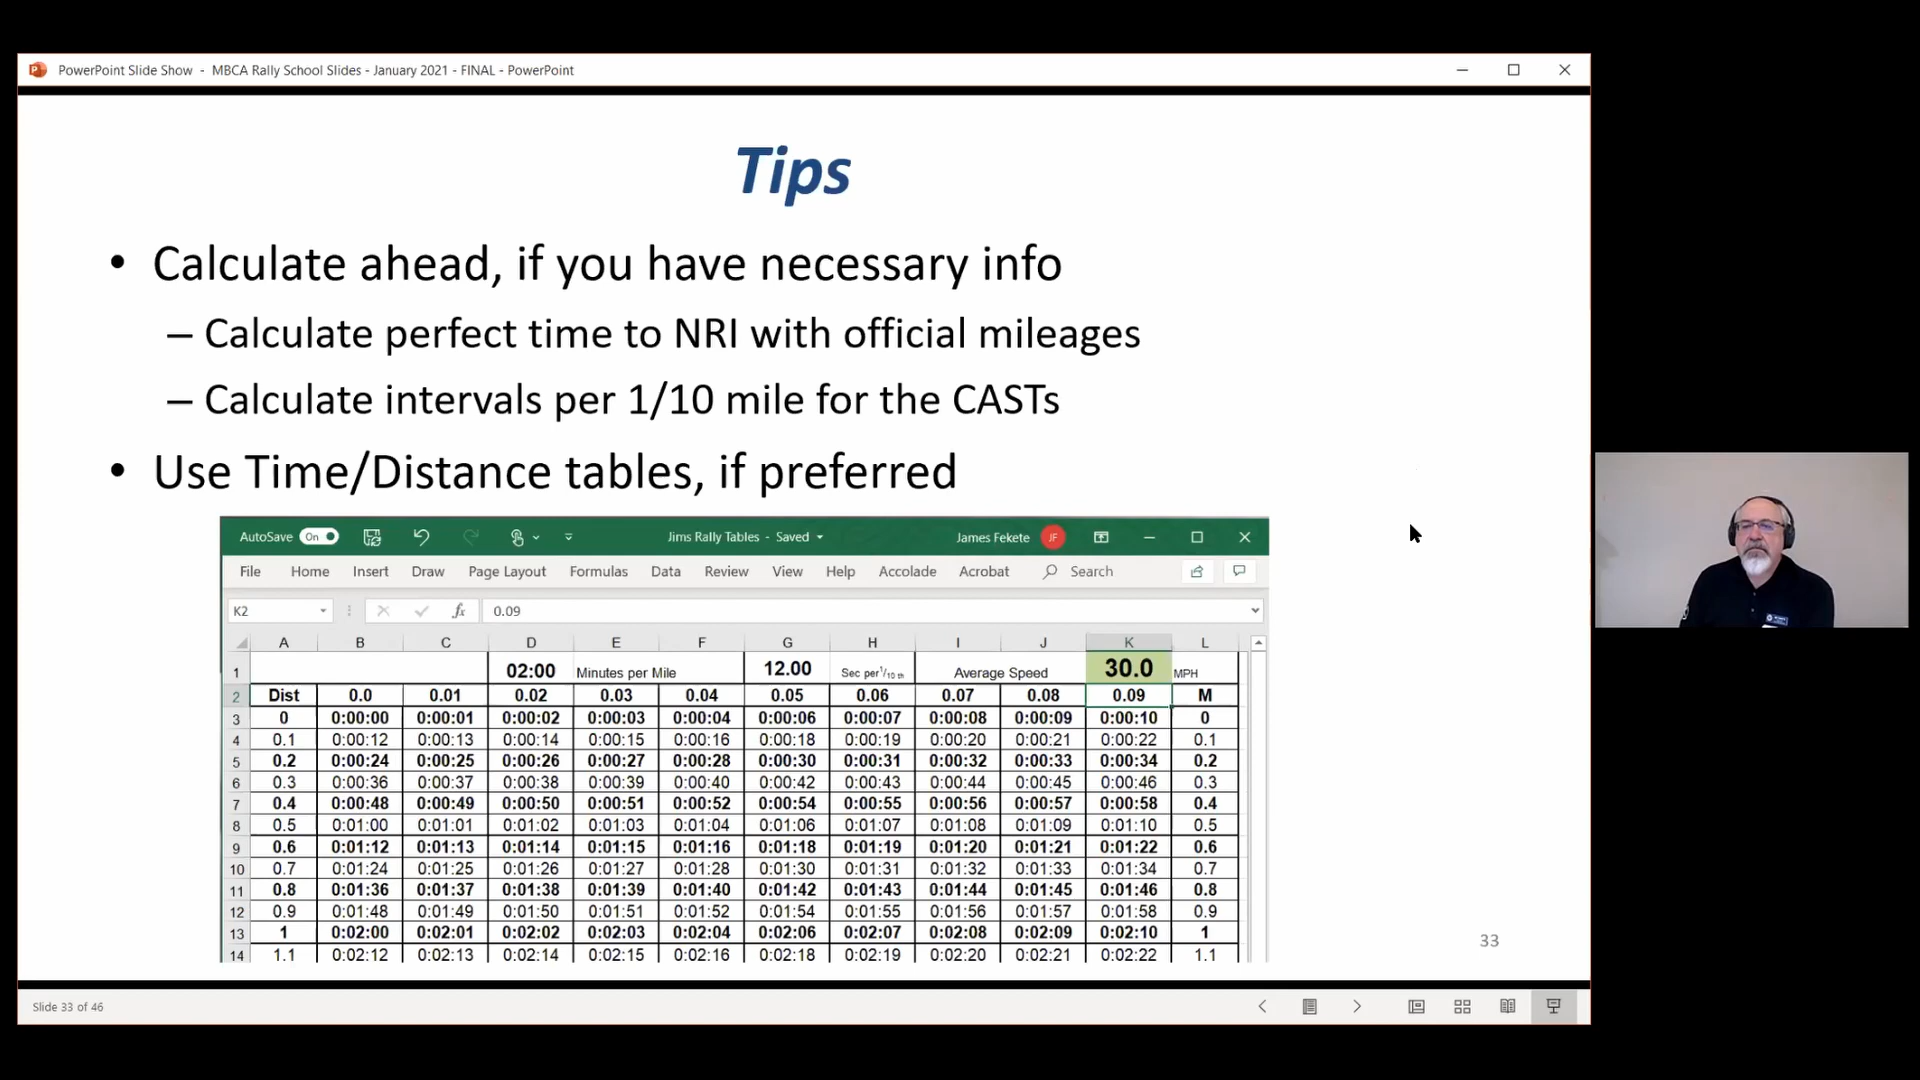 PowerPoint Slide Show - MBCA Rally School Slides - January 2021 - FINAL - PowerPoint
Tips
• Calculate ahead, if you have necessary info
– Calculate perfect time to NRI with official mileages
– Calculate intervals per 1/10 mile for the CASTs
• Use Time/Distance tables, if preferred
AutoSave On Jims Rally Tables - Saved James Fekete JF
File Home Insert Draw Page Layout Formulas Data Review View Help Accolade Acrobat Search
K2 fx 0.09
A B C D E F G H I J K L
1 02:00 Minutes per Mile 12.00 Sec per 1/10 th Average Speed 30.0 MPH
2 Dist 0.0 0.01 0.02 0.03 0.04 0.05 0.06 0.07 0.08 0.09 M
3 0 0:00:00 0:00:01 0:00:02 0:00:03 0:00:04 0:00:06 0:00:07 0:00:08 0:00:09 0:00:10 0
4 0.1 0:00:12 0:00:13 0:00:14 0:00:15 0:00:16 0:00:18 0:00:19 0:00:20 0:00:21 0:00:22 0.1
5 0.2 0:00:24 0:00:25 0:00:26 0:00:27 0:00:28 0:00:30 0:00:31 0:00:32 0:00:33 0:00:34 0.2
6 0.3 0:00:36 0:00:37 0:00:38 0:00:39 0:00:40 0:00:42 0:00:43 0:00:44 0:00:45 0:00:46 0.3
7 0.4 0:00:48 0:00:49 0:00:50 0:00:51 0:00:52 0:00:54 0:00:55 0:00:56 0:00:57 0:00:58 0.4
8 0.5 0:01:00 0:01:01 0:01:02 0:01:03 0:01:04 0:01:06 0:01:07 0:01:08 0:01:09 0:01:10 0.5
9 0.6 0:01:12 0:01:13 0:01:14 0:01:15 0:01:16 0:01:18 0:01:19 0:01:20 0:01:21 0:01:22 0.6
10 0.7 0:01:24 0:01:25 0:01:26 0:01:27 0:01:28 0:01:30 0:01:31 0:01:32 0:01:33 0:01:34 0.7
11 0.8 0:01:36 0:01:37 0:01:38 0:01:39 0:01:40 0:01:42 0:01:43 0:01:44 0:01:45 0:01:46 0.8
12 0.9 0:01:48 0:01:49 0:01:50 0:01:51 0:01:52 0:01:54 0:01:55 0:01:56 0:01:57 0:01:58 0.9
13 1 0:02:00 0:02:01 0:02:02 0:02:03 0:02:04 0:02:06 0:02:07 0:02:08 0:02:09 0:02:10 1
14 1.1 0:02:12 0:02:13 0:02:14 0:02:15 0:02:16 0:02:18 0:02:19 0:02:20 0:02:21 0:02:22 1.1
33
Slide 33 of 46